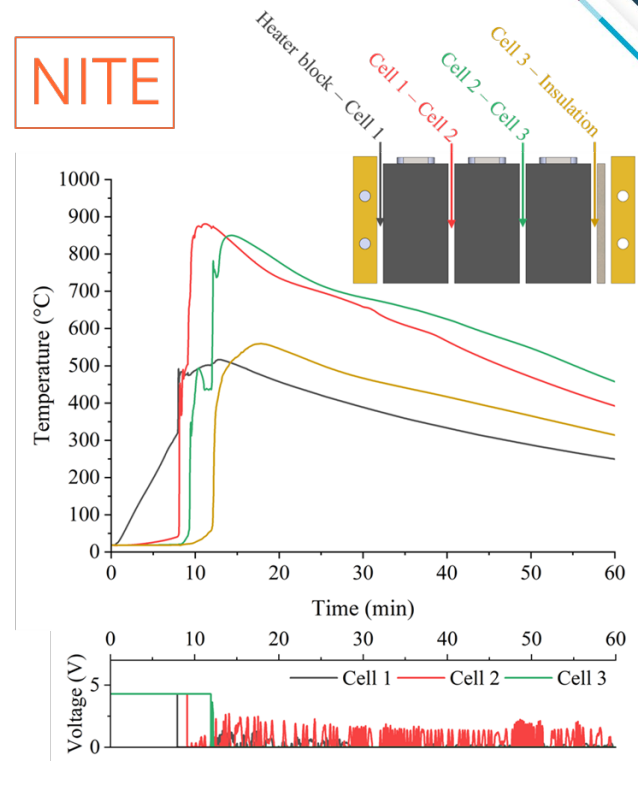 NITE
Heater block – Cell 1
Cell 1 – Cell 2
Cell 2 – Cell 3
Cell 3 – Insulation
1000
900
800
700
600
500
400
300
200
100
0
Temperature (°C)
0 10 20 30 40 50 60
Time (min)
0 10 20 30 40 50 60
5
0
Voltage (V)
Cell 1 Cell 2 Cell 3